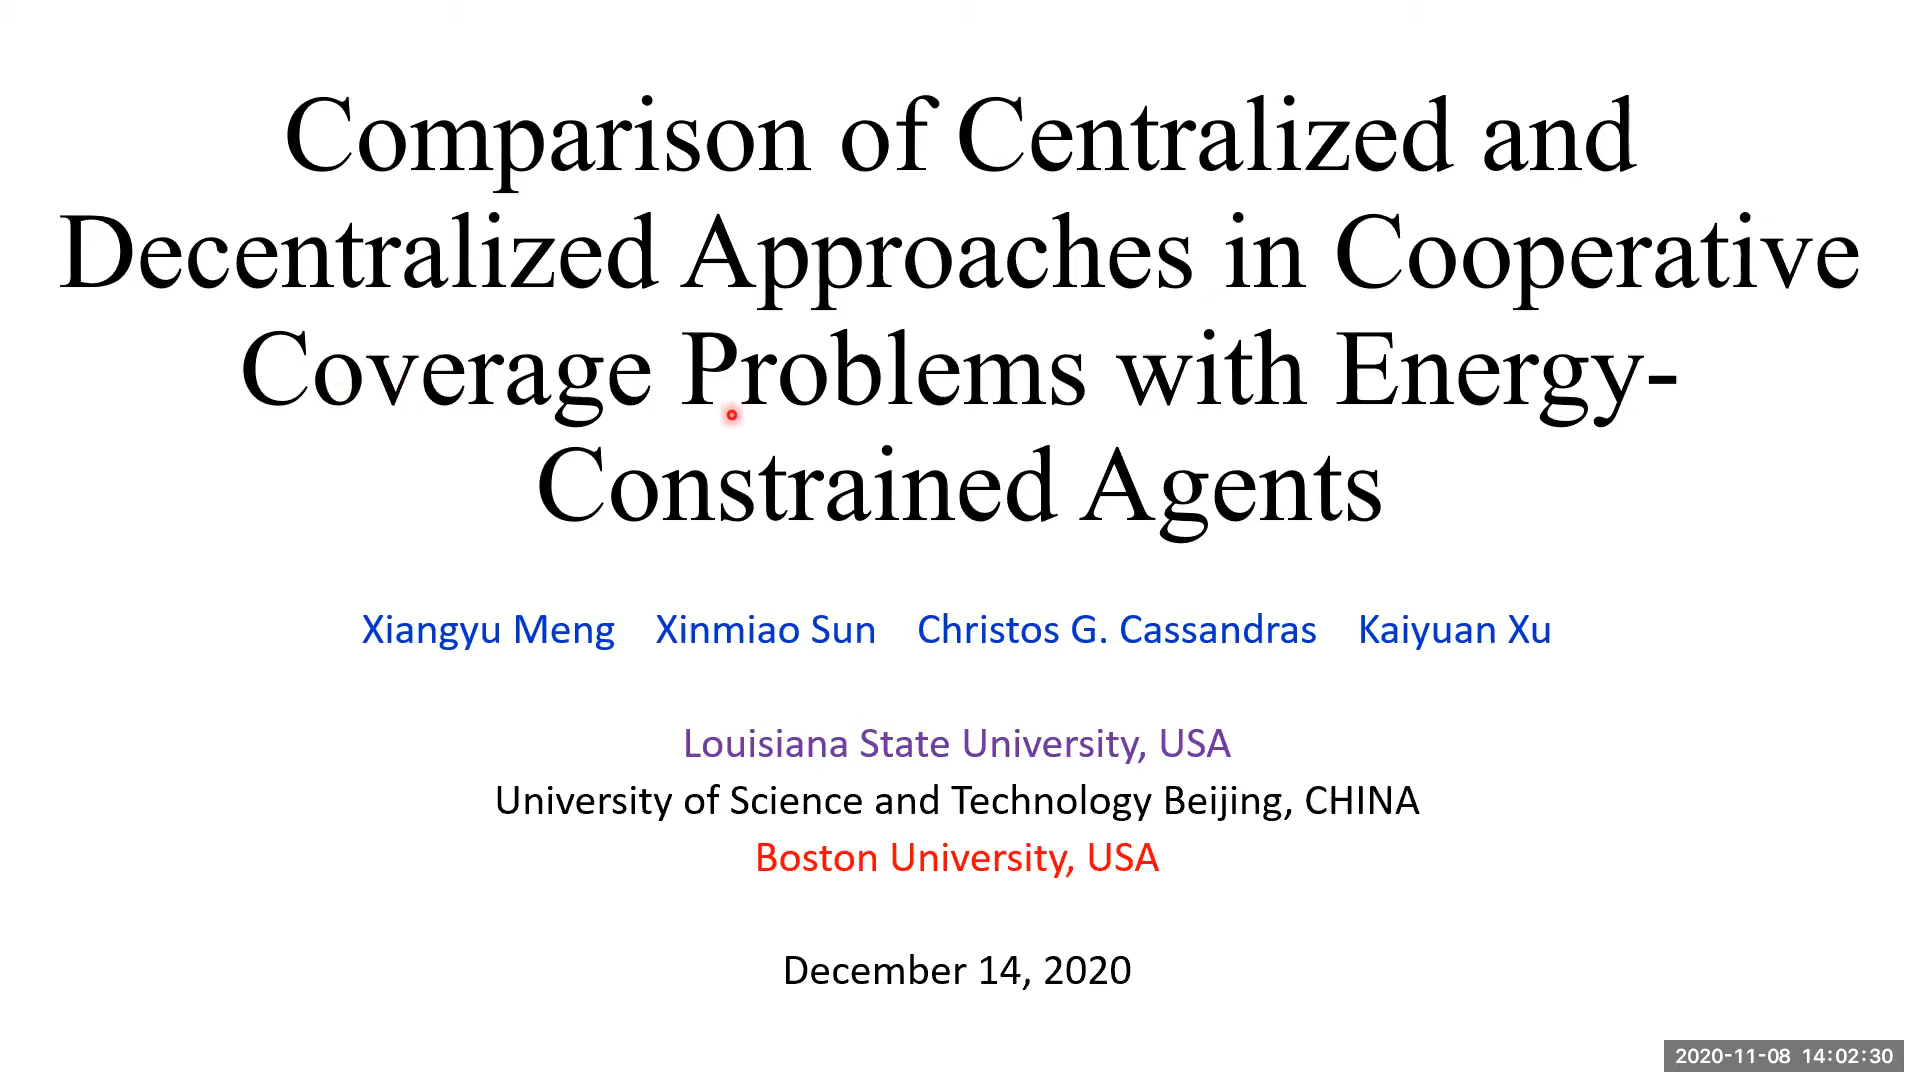 Comparison of Centralized and
Decentralized Approaches in Cooperative
Coverage Problems with Energy-
Constrained Agents
Xiangyu Meng Xinmiao Sun Christos G. Cassandras Kaiyuan Xu
Louisiana State University, USA
University of Science and Technology Beijing, CHINA
Boston University, USA
December 14, 2020
2020-11-08 14:02:30